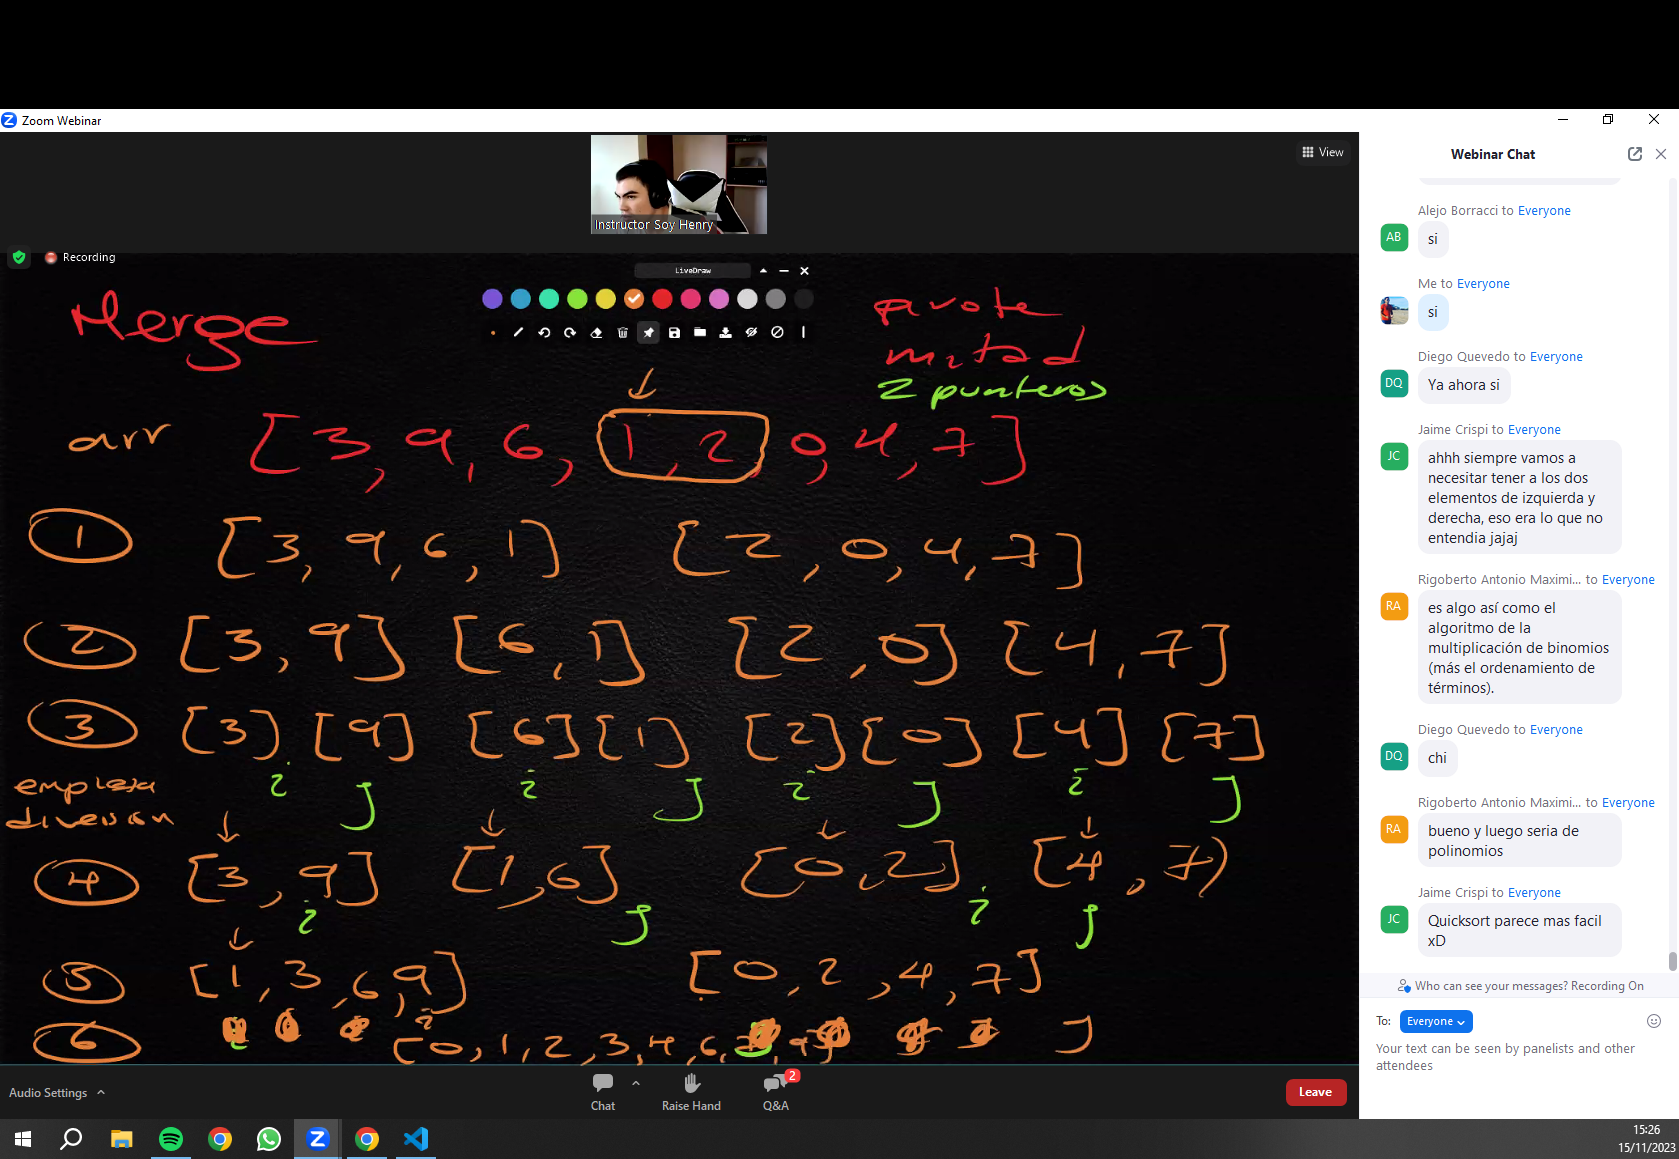 Zoom Webinar
View
Instructor Soy Henry
Recording
LiveDraw
Merge
pivote
mitad
2 punteros
arr [3, 9, 6, 1, 2, 0, 4, 7]
1 [3, 9, 6, 1] [2, 0, 4, 7]
2 [3, 9] [6, 1] [2, 0] [4, 7]
3 [3] [9] [6] [1] [2] [0] [4] [7]
i j i j i j i j
empieza
diversion
4 [3, 9] [1, 6] [0, 2] [4, 7]
i j i j
5 [1, 3, 6, 9] [0, 2, 4, 7]
i j
6 [0, 1, 2, 3, 4, 6, 9]
Audio Settings
Chat
Raise Hand
Q&A
2
Leave
Webinar Chat
Alejo Borracci to Everyone
AB
si
Me to Everyone
si
Diego Quevedo to Everyone
DQ
Ya ahora si
Jaime Crispi to Everyone
JC
ahhh siempre vamos a
necesitar tener a los dos
elementos de izquierda y
derecha, eso era lo que no
entendia jajaj
Rigoberto Antonio Maximi... to Everyone
RA
es algo así como el
algoritmo de la
multiplicación de binomios
(más el ordenamiento de
términos).
Diego Quevedo to Everyone
DQ
chi
Rigoberto Antonio Maximi... to Everyone
RA
bueno y luego seria de
polinomios
Jaime Crispi to Everyone
JC
Quicksort parece mas facil
xD
Who can see your messages? Recording On
To: Everyone
Your text can be seen by panelists and other
attendees
15:26
15/11/2023